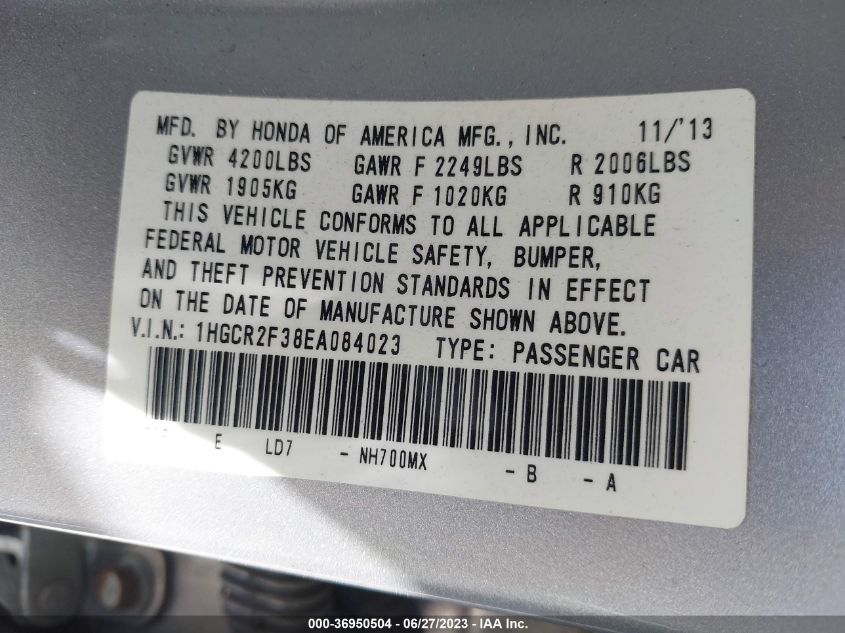 MFD. BY HONDA OF AMERICA MFG., INC. 11/'13
GVWR 4200LBS GAWR F 2249LBS R 2006LBS
GVWR 1905KG GAWR F 1020KG R 910KG
THIS VEHICLE CONFORMS TO ALL APPLICABLE
FEDERAL MOTOR VEHICLE SAFETY, BUMPER,
AND THEFT PREVENTION STANDARDS IN EFFECT
ON THE DATE OF MANUFACTURE SHOWN ABOVE.
V.I.N.: 1HGCR2F38EA084023 TYPE: PASSENGER CAR
E LD7 - NH700MX - B - A
000-36950504 - 06/27/2023 - IAA Inc.